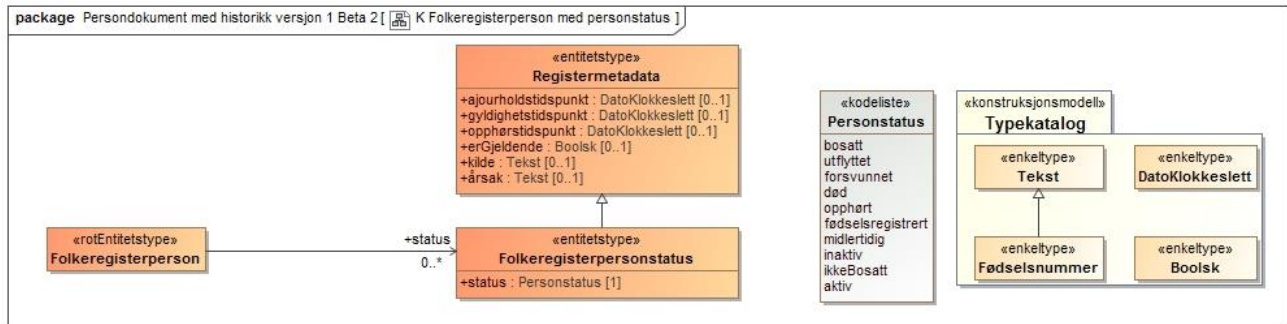 package Persondokument med historikk versjon 1 Beta 2 [ K Folkeregisterperson med personstatus ]
«entitetstype»
Registermetadata
+ajourholdstidspunkt : DatoKlokkeslett [0..1]
+gyldighetstidspunkt : DatoKlokkeslett [0..1]
+opphørstidspunkt : DatoKlokkeslett [0..1]
+erGjeldende : Boolsk [0..1]
+kilde : Tekst [0..1]
+årsak : Tekst [0..1]
«rotEntitetstype»
Folkeregisterperson
+status
0..*
«entitetstype»
Folkeregisterpersonstatus
+status : Personstatus [1]
«kodeliste»
Personstatus
bosatt
utflyttet
forsvunnet
død
opphørt
fødselsregistrert
midlertidig
inaktiv
ikkeBosatt
aktiv
«konstruksjonsmodell»
Typekatalog
«enkeltype»
Tekst
«enkeltype»
DatoKlokkeslett
«enkeltype»
Fødselsnummer
«enkeltype»
Boolsk